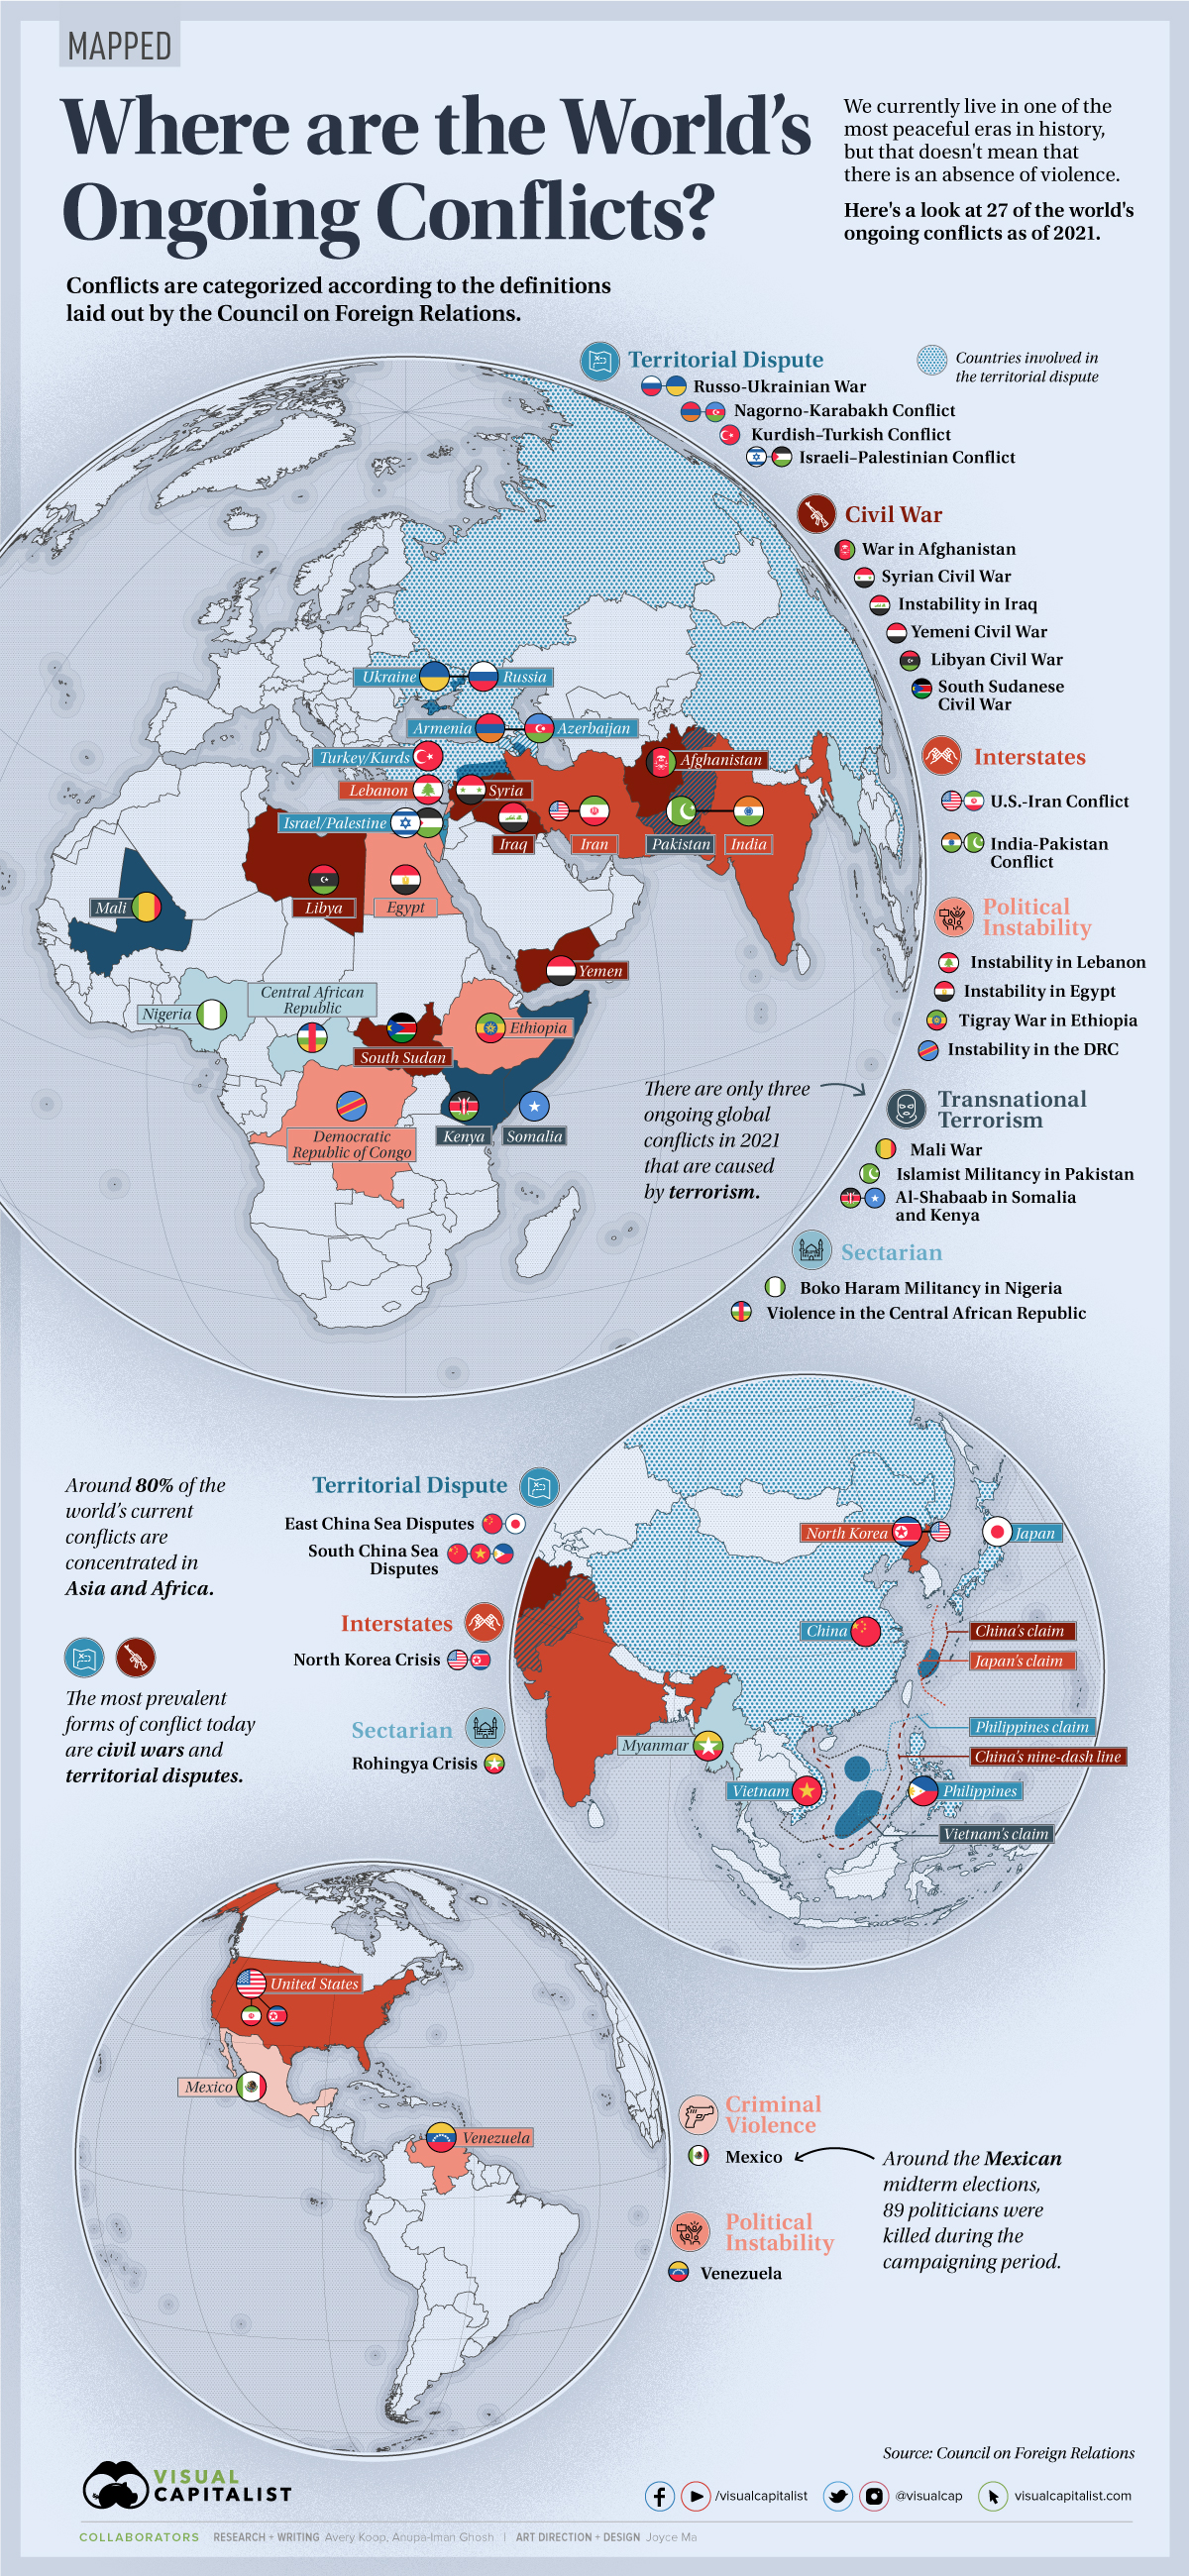 MAPPED
Where are the World's
Ongoing Conflicts?
We currently live in one of the
most peaceful eras in history,
but that doesn't mean that
there is an absence of violence.
Here's a look at 27 of the world's
ongoing conflicts as of 2021.
Conflicts are categorized according to the definitions
laid out by the Council on Foreign Relations.
Territorial Dispute
Countries involved in
the territorial dispute
Russo-Ukrainian War
Nagorno-Karabakh Conflict
Kurdish–Turkish Conflict
Israeli–Palestinian Conflict
Civil War
War in Afghanistan
Syrian Civil War
Instability in Iraq
Yemeni Civil War
Libyan Civil War
South Sudanese
Civil War
Interstates
U.S.-Iran Conflict
India-Pakistan
Conflict
Political
Instability
Instability in Lebanon
Instability in Egypt
Tigray War in Ethiopia
Instability in the DRC
Transnational
Terrorism
Mali War
Islamist Militancy in Pakistan
Al-Shabaab in Somalia
and Kenya
Sectarian
Boko Haram Militancy in Nigeria
Violence in the Central African Republic
Ukraine
Russia
Armenia
Azerbaijan
Turkey/Kurds
Afghanistan
Lebanon
Syria
Israel/Palestine
Iraq
Iran
Pakistan
India
Mali
Libya
Egypt
Yemen
Central African
Republic
Nigeria
Ethiopia
South Sudan
Democratic
Republic of Congo
Kenya
Somalia
There are only three
ongoing global
conflicts in 2021
that are caused
by terrorism.
Around 80% of the
world's current
conflicts are
concentrated in
Asia and Africa.
The most prevalent
forms of conflict today
are civil wars and
territorial disputes.
Territorial Dispute
East China Sea Disputes
South China Sea
Disputes
Interstates
North Korea Crisis
Sectarian
Rohingya Crisis
North Korea
Japan
China
China's claim
Japan's claim
Philippines claim
Myanmar
China's nine-dash line
Vietnam
Philippines
Vietnam's claim
United States
Mexico
Venezuela
Criminal
Violence
Mexico
Around the Mexican
midterm elections,
89 politicians were
killed during the
campaigning period.
Political
Instability
Venezuela
Source: Council on Foreign Relations
VISUAL
CAPITALIST
/visualcapitalist
@visualcap
visualcapitalist.com
COLLABORATORS RESEARCH + WRITING Avery Koop, Anupa-Iman Ghosh | ART DIRECTION + DESIGN Joyce Ma